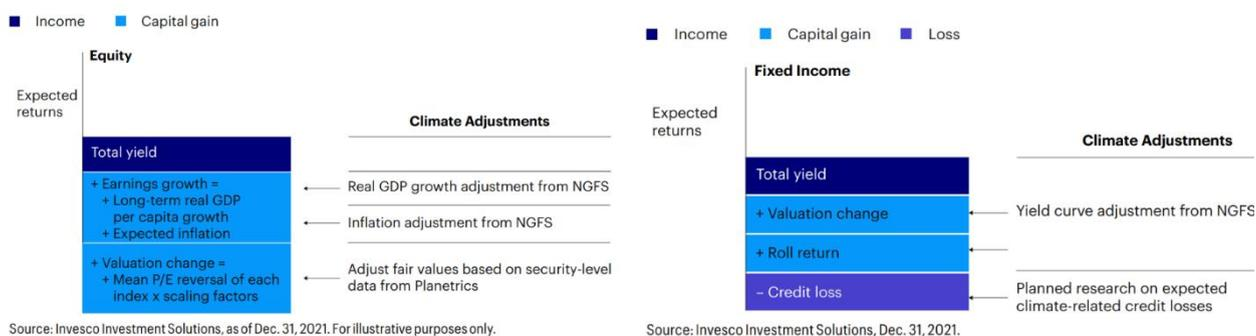 Income Capital gain
Equity
Expected
returns
Climate Adjustments
Total yield
+ Earnings growth =
+ Long-term real GDP
per capita growth
+ Expected inflation
Real GDP growth adjustment from NGFS
Inflation adjustment from NGFS
+ Valuation change =
+ Mean P/E reversal of each
index x scaling factors
Adjust fair values based on security-level
data from Planetrics
Source: Invesco Investment Solutions, as of Dec. 31, 2021. For illustrative purposes only.
Income Capital gain Loss
Fixed Income
Expected
returns
Climate Adjustments
Total yield
+ Valuation change
Yield curve adjustment from NGFS
+ Roll return
– Credit loss
Planned research on expected
climate-related credit losses
Source: Invesco Investment Solutions, Dec. 31, 2021.